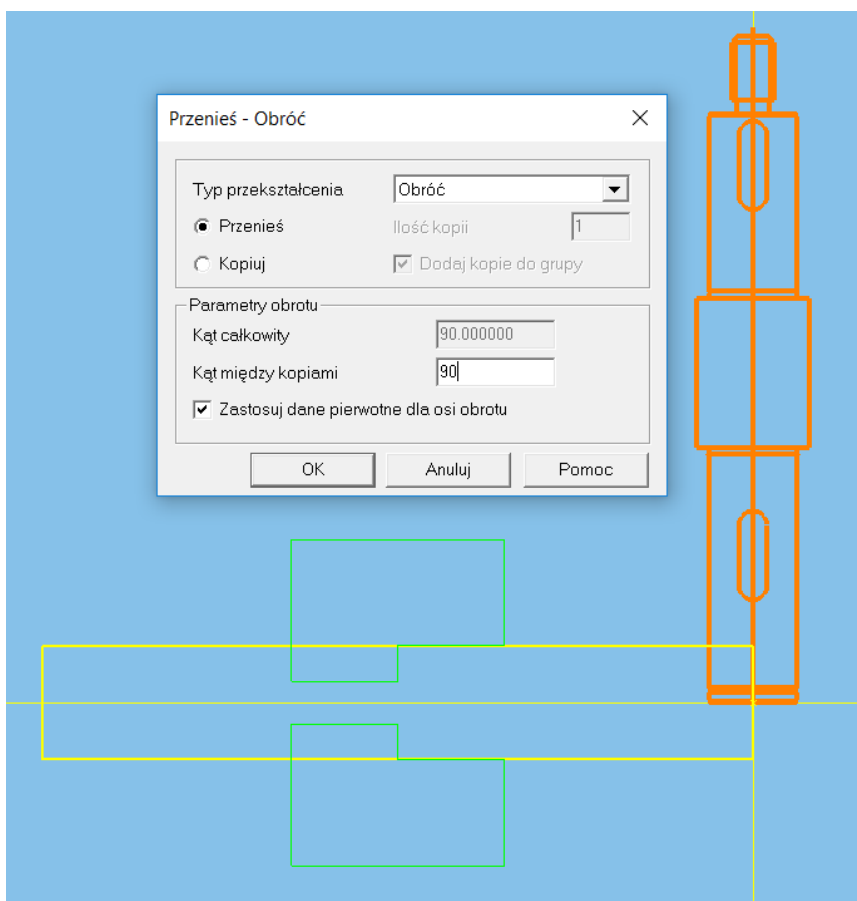 Przenieś - Obróć
Typ przekształcenia Obróć
Przenieś Ilość kopii 1
Kopiuj Dodaj kopie do grupy
Parametry obrotu
Kąt całkowity 90.000000
Kąt między kopiami 90
Zastosuj dane pierwotne dla osi obrotu
OK Anuluj Pomoc